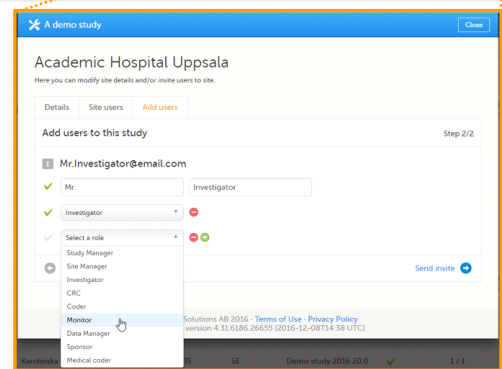 A demo study
Close
Academic Hospital Uppsala
Here you can modify site details and/or invite users to site.
Details
Site users
Add users
Add users to this study
Step 2/2
1
Mr.Investigator@email.com
Mr.
Investigator
Investigator
Select a role
Study Manager
Site Manager
Investigator
CRC
Coder
Monitor
Data Manager
Sponsor
Medical coder
Send invite
Solutions AB 2016 - Terms of Use - Privacy Policy
version 4.31.6186.26655 [2016-12-08T14:38 UTC]
Karolinska
SE
Demo study 2016 20.0
1 / 1